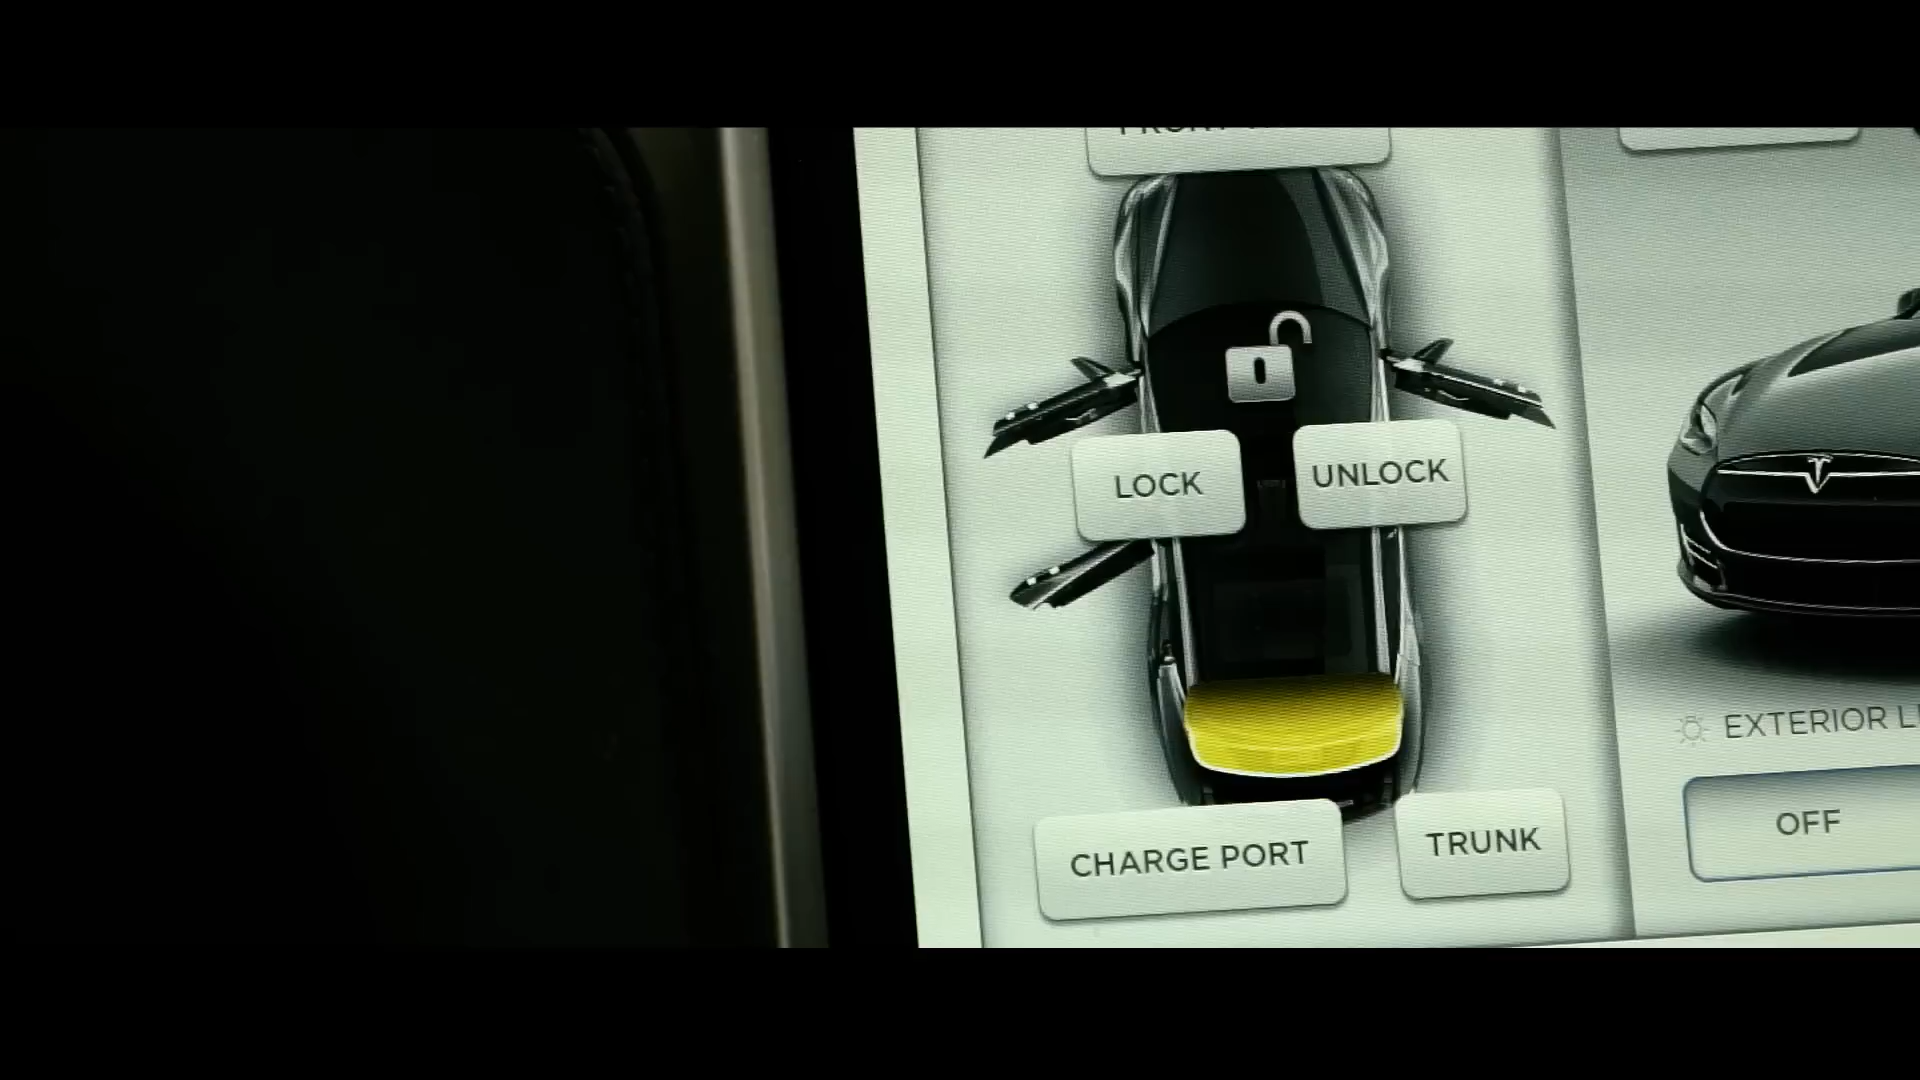 LOCK
UNLOCK
EXTERIOR
OFF
CHARGE PORT
TRUNK